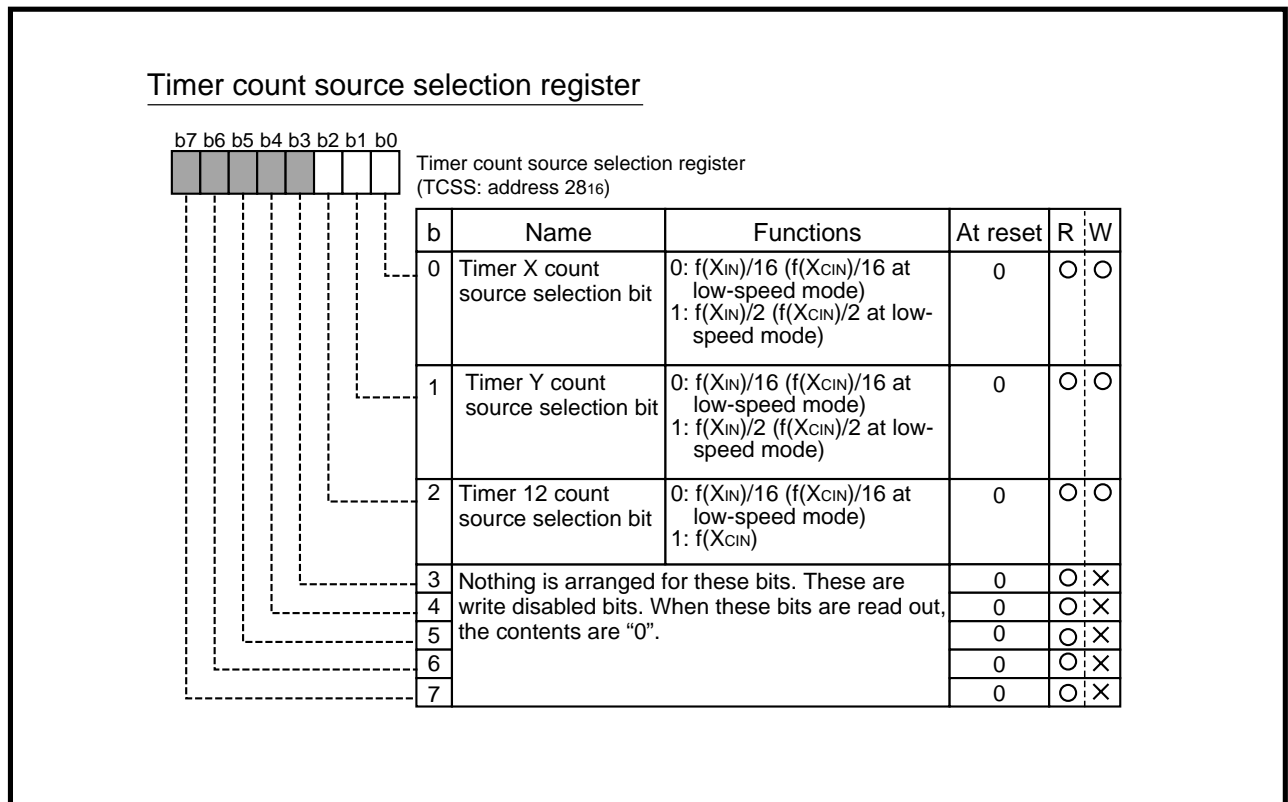 Timer count source selection register
b7 b6 b5 b4 b3 b2 b1 b0
Timer count source selection register
(TCSS: address 2816)
b Name Functions At reset R W
0 Timer X count source selection bit 0: f(XIN)/16 (f(XCIN)/16 at
low-speed mode)
1: f(XIN)/2 (f(XCIN)/2 at low-
speed mode) 0 O O
1 Timer Y count source selection bit 0: f(XIN)/16 (f(XCIN)/16 at
low-speed mode)
1: f(XIN)/2 (f(XCIN)/2 at low-
speed mode) 0 O O
2 Timer 12 count source selection bit 0: f(XIN)/16 (f(XCIN)/16 at
low-speed mode)
1: f(XCIN) 0 O O
3 Nothing is arranged for these bits. These are 0 O ×
4 write disabled bits. When these bits are read out, 0 O ×
5 the contents are “0”. 0 O ×
6 0 O ×
7 0 O ×